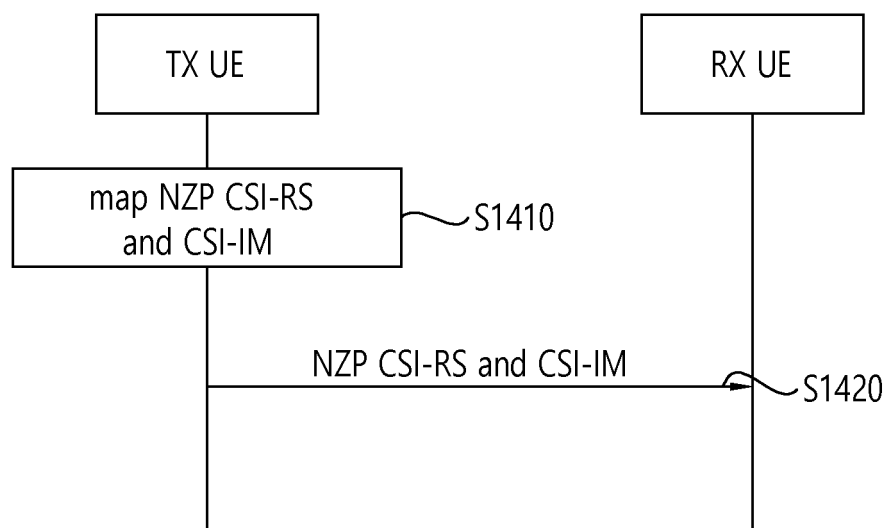 TX UE
RX UE
map NZP CSI-RS
and CSI-IM
S1410
NZP CSI-RS and CSI-IM
S1420